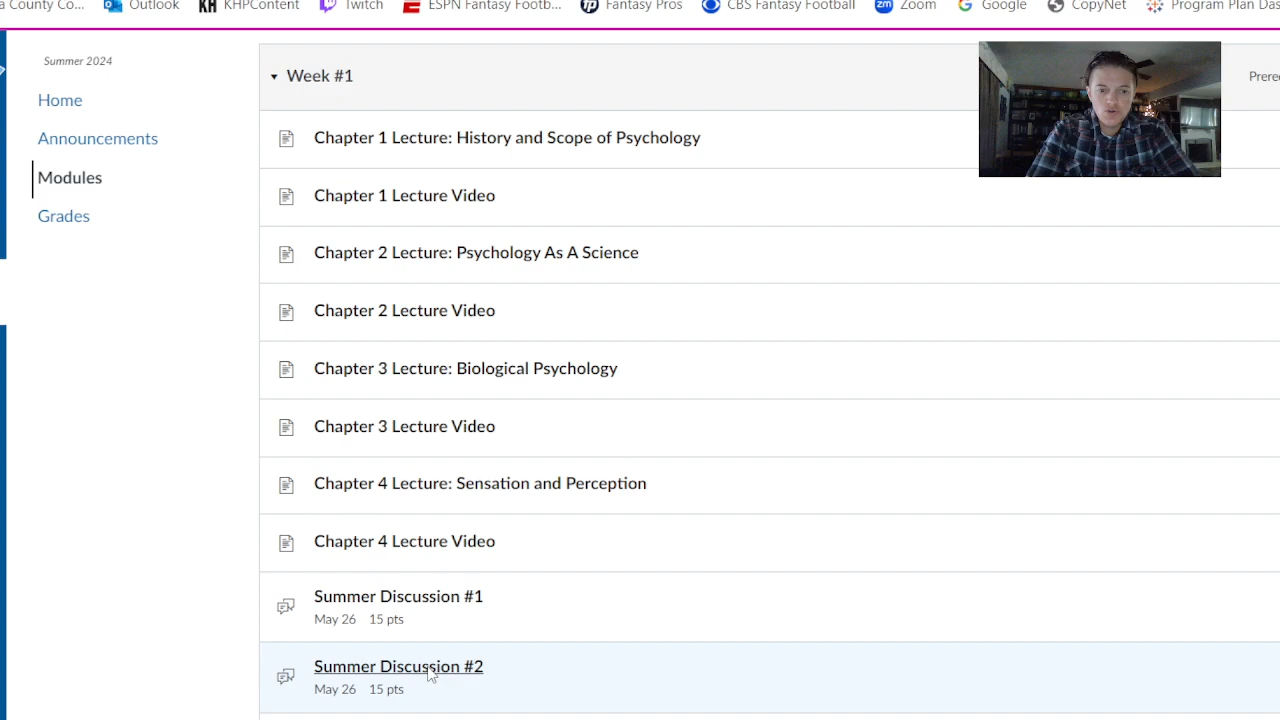 a County Co... Outlook KHPContent Twitch ESPN Fantasy Footb... Fantasy Pros CBS Fantasy Football Zoom Google CopyNet Program Plan Das
Summer 2024
Home
Announcements
Modules
Grades
Week #1
Prere
Chapter 1 Lecture: History and Scope of Psychology
Chapter 1 Lecture Video
Chapter 2 Lecture: Psychology As A Science
Chapter 2 Lecture Video
Chapter 3 Lecture: Biological Psychology
Chapter 3 Lecture Video
Chapter 4 Lecture: Sensation and Perception
Chapter 4 Lecture Video
Summer Discussion #1
May 26 15 pts
Summer Discussion #2
May 26 15 pts